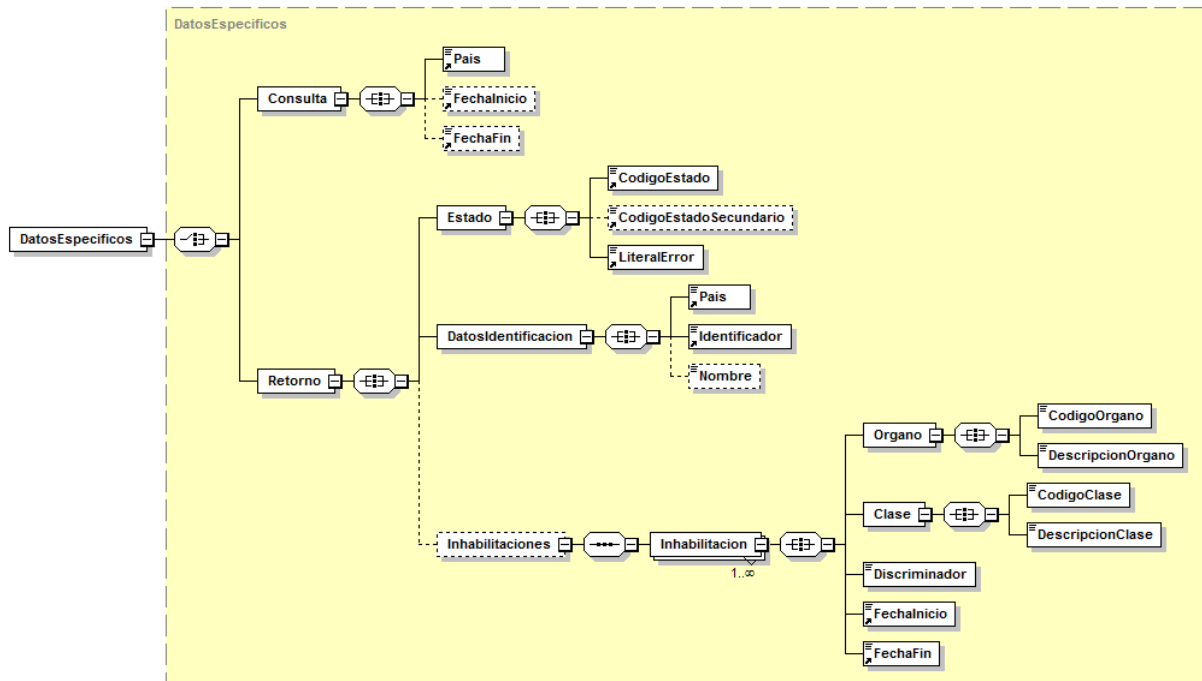 DatosEspecificos
Pais
Consulta
FechaInicio
FechaFin
CodigoEstado
Estado
CodigoEstadoSecundario
DatosEspecificos
LiteralError
Pais
DatosIdentificacion
Identificador
Nombre
Retorno
CodigoOrgano
Organo
DescripcionOrgano
CodigoClase
Clase
DescripcionClase
Inhabilitaciones
Inhabilitacion
1..∞
Discriminador
FechaInicio
FechaFin